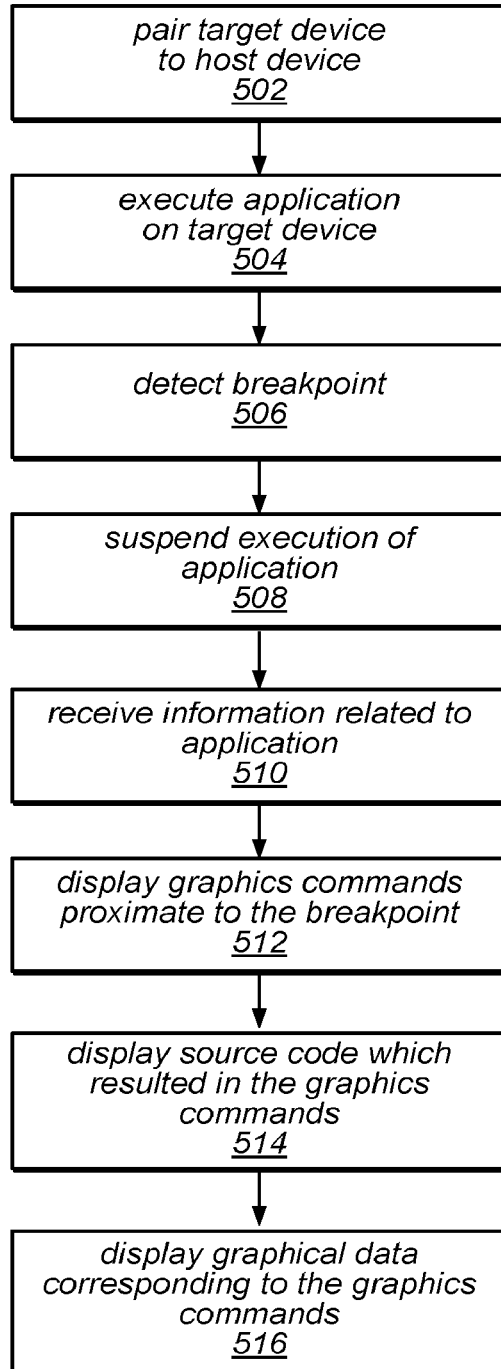 pair target device
to host device
502
execute application
on target device
504
detect breakpoint
506
suspend execution of
application
508
receive information related to
application
510
display graphics commands
proximate to the breakpoint
512
display source code which
resulted in the graphics
commands
514
display graphical data
corresponding to the graphics
commands
516